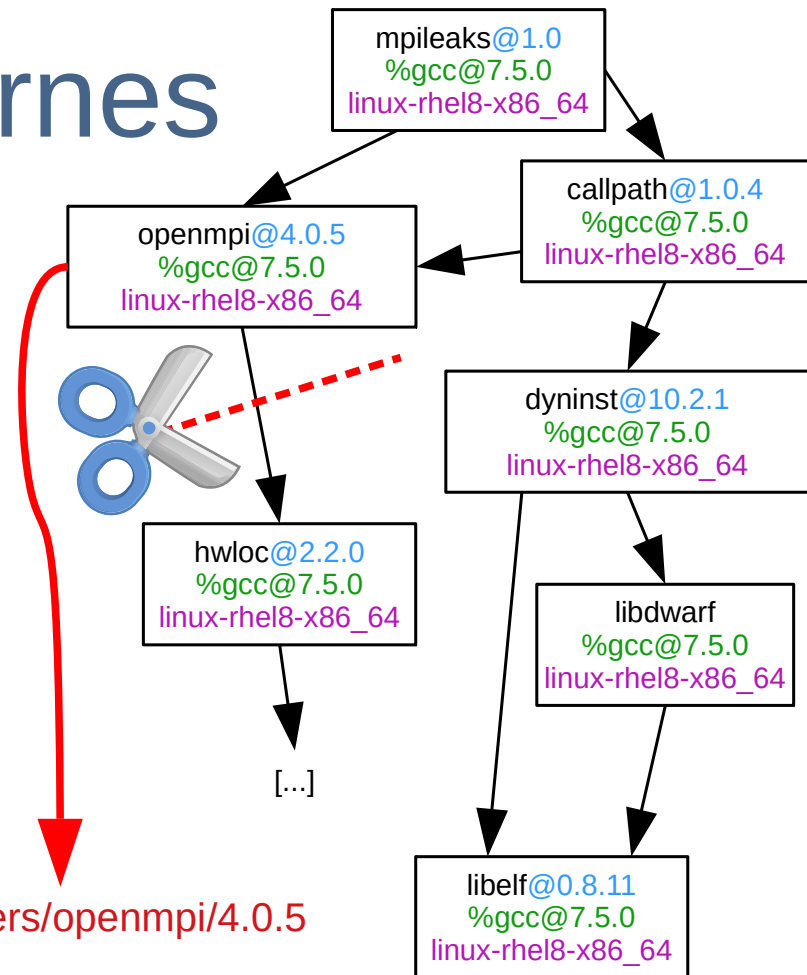 rnes
mpileaks@1.0
%gcc@7.5.0
linux-rhel8-x86_64
callpath@1.0.4
%gcc@7.5.0
linux-rhel8-x86_64
openmpi@4.0.5
%gcc@7.5.0
linux-rhel8-x86_64
dyninst@10.2.1
%gcc@7.5.0
linux-rhel8-x86_64
hwloc@2.2.0
%gcc@7.5.0
linux-rhel8-x86_64
libdwarf
%gcc@7.5.0
linux-rhel8-x86_64
[...]
libelf@0.8.11
%gcc@7.5.0
linux-rhel8-x86_64
ers/openmpi/4.0.5